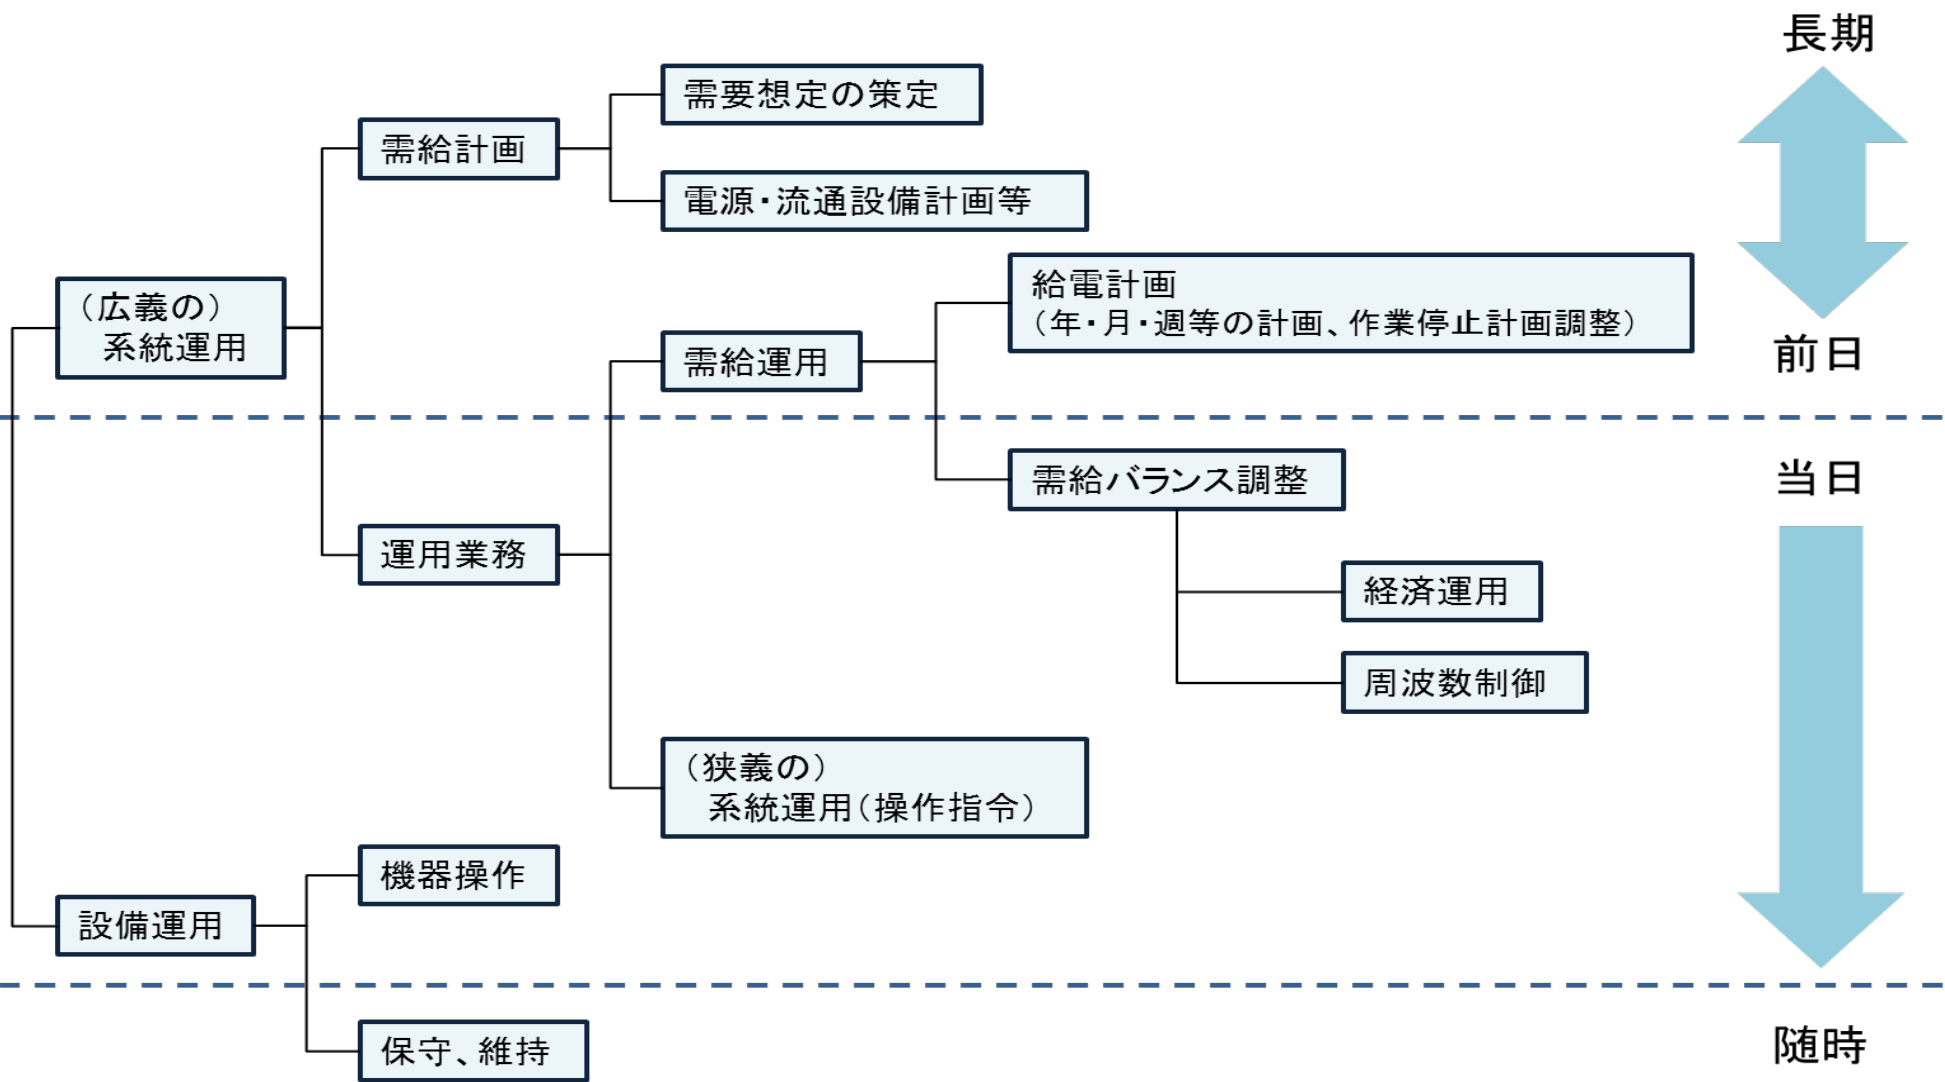 長期
需要想定の策定
需給計画
電源・流通設備計画等
給電計画
（年・月・週等の計画、作業停止計画調整）
（広義の）
系統運用
需給運用
前日
当日
需給バランス調整
運用業務
経済運用
周波数制御
（狭義の）
系統運用（操作指令）
機器操作
設備運用
保守、維持
随時